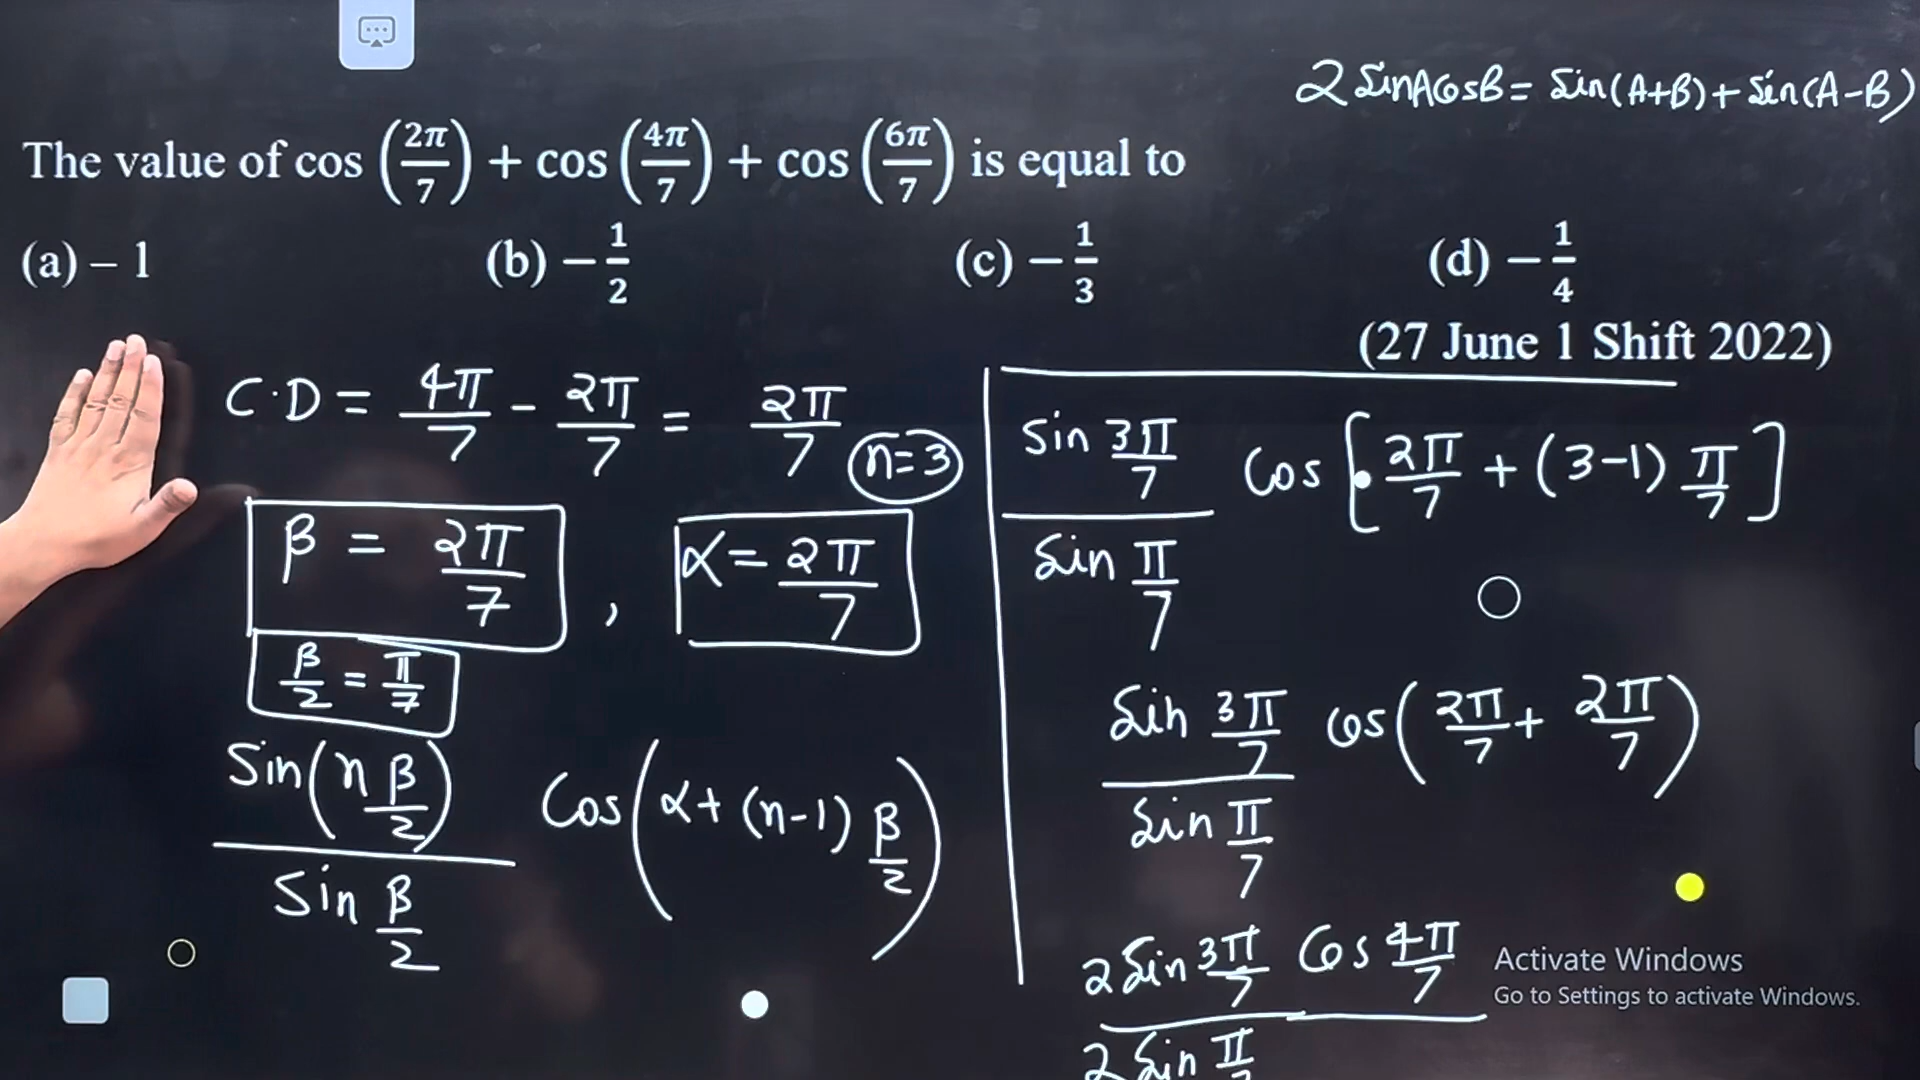 2 SinACosB = Sin(A+B) + Sin(A-B)
The value of cos (2π/7) + cos (4π/7) + cos (6π/7) is equal to
(a) – 1 (b) – 1/2 (c) – 1/3 (d) – 1/4
(27 June 1 Shift 2022)
C·D = 4π/7 - 2π/7 = 2π/7
n=3
β = 2π/7 , α = 2π/7
β/2 = π/7
Sin(n β/2) / Sin β/2 Cos(α + (n-1) β/2)
Sin 3π/7 / Sin π/7 Cos [2π/7 + (3-1) π/7]
Sin 3π/7 / Sin π/7 Cos(2π/7 + 2π/7)
2 Sin 3π/7 Cos 4π/7 / 2 Sin π/7
Activate Windows
Go to Settings to activate Windows.